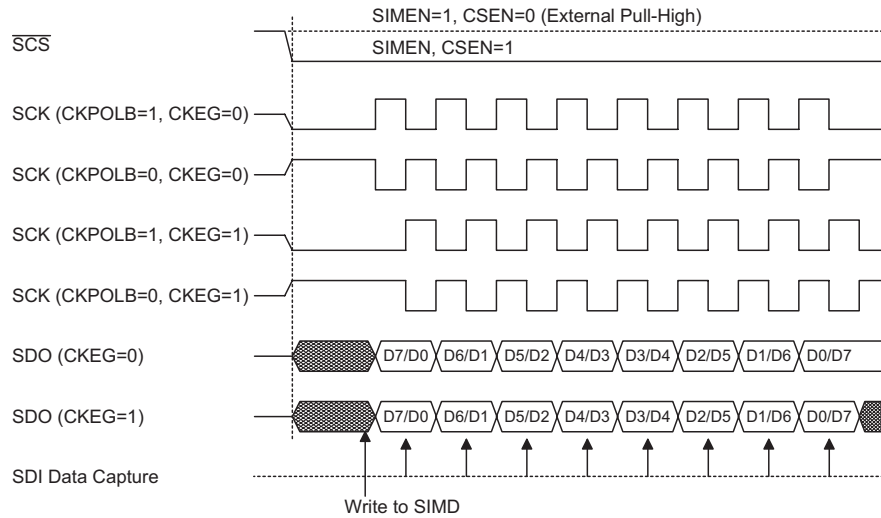 SIMEN=1, CSEN=0 (External Pull-High)
SCS
SIMEN, CSEN=1
SCK (CKPOLB=1, CKEG=0)
SCK (CKPOLB=0, CKEG=0)
SCK (CKPOLB=1, CKEG=1)
SCK (CKPOLB=0, CKEG=1)
SDO (CKEG=0) D7/D0 D6/D1 D5/D2 D4/D3 D3/D4 D2/D5 D1/D6 D0/D7
SDO (CKEG=1) D7/D0 D6/D1 D5/D2 D4/D3 D3/D4 D2/D5 D1/D6 D0/D7
SDI Data Capture
Write to SIMD